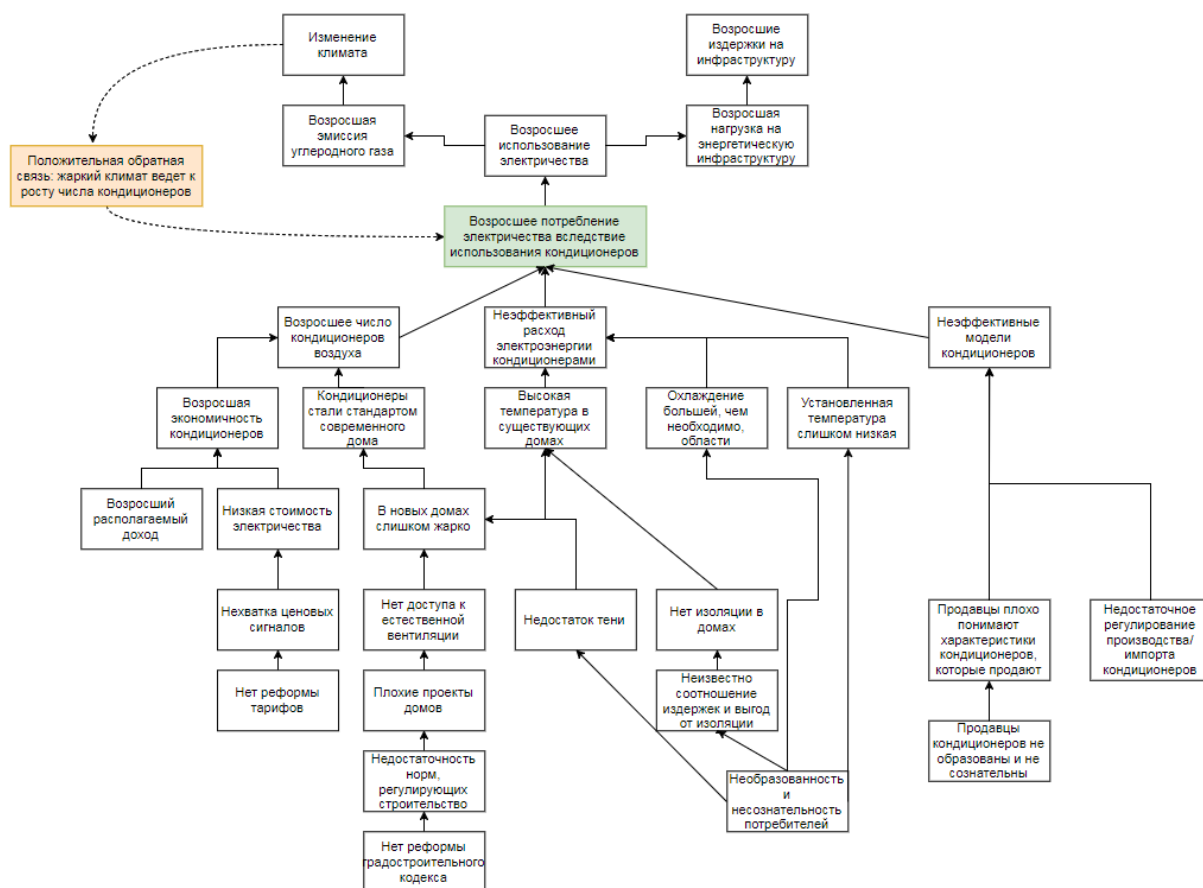 Изменение
климата
Возросшие
издержки на
инфраструктуру
Возросшая
эмиссия
углеродного газа
Возросшее
использование
электричества
Возросшая
нагрузка на
энергетическую
инфраструктуру
Положительная обратная
связь: жаркий климат ведет к
росту числа кондиционеров
Возросшее потребление
электричества вследствие
использования кондиционеров
Возросшее число
кондиционеров
воздуха
Неэффективный
расход
электроэнергии
кондиционерами
Неэффективные
модели
кондиционеров
Возросшая
экономичность
кондиционеров
Кондиционеры
стали стандартом
современного
дома
Высокая
температура в
существующих
домах
Охлаждение
большей, чем
необходимо,
области
Установленная
температура
слишком низкая
Возросший
располагаемый
доход
Низкая стоимость
электричества
В новых домах
слишком жарко
Нехватка ценовых
сигналов
Нет доступа к
естественной
вентиляции
Недостаток тени
Нет изоляции в
домах
Продавцы плохо
понимают
характеристики
кондиционеров,
которые продают
Недостаточное
регулирование
производства/
импорта
кондиционеров
Нет реформы
тарифов
Плохие проекты
домов
Неизвестно
соотношение
издержек и выгод
от изоляции
Продавцы
кондиционеров не
образованы и не
сознательны
Недостаточность
норм,
регулирующих
строительство
Необразованность
и
несознательность
потребителей
Нет реформы
градостроительного
кодекса